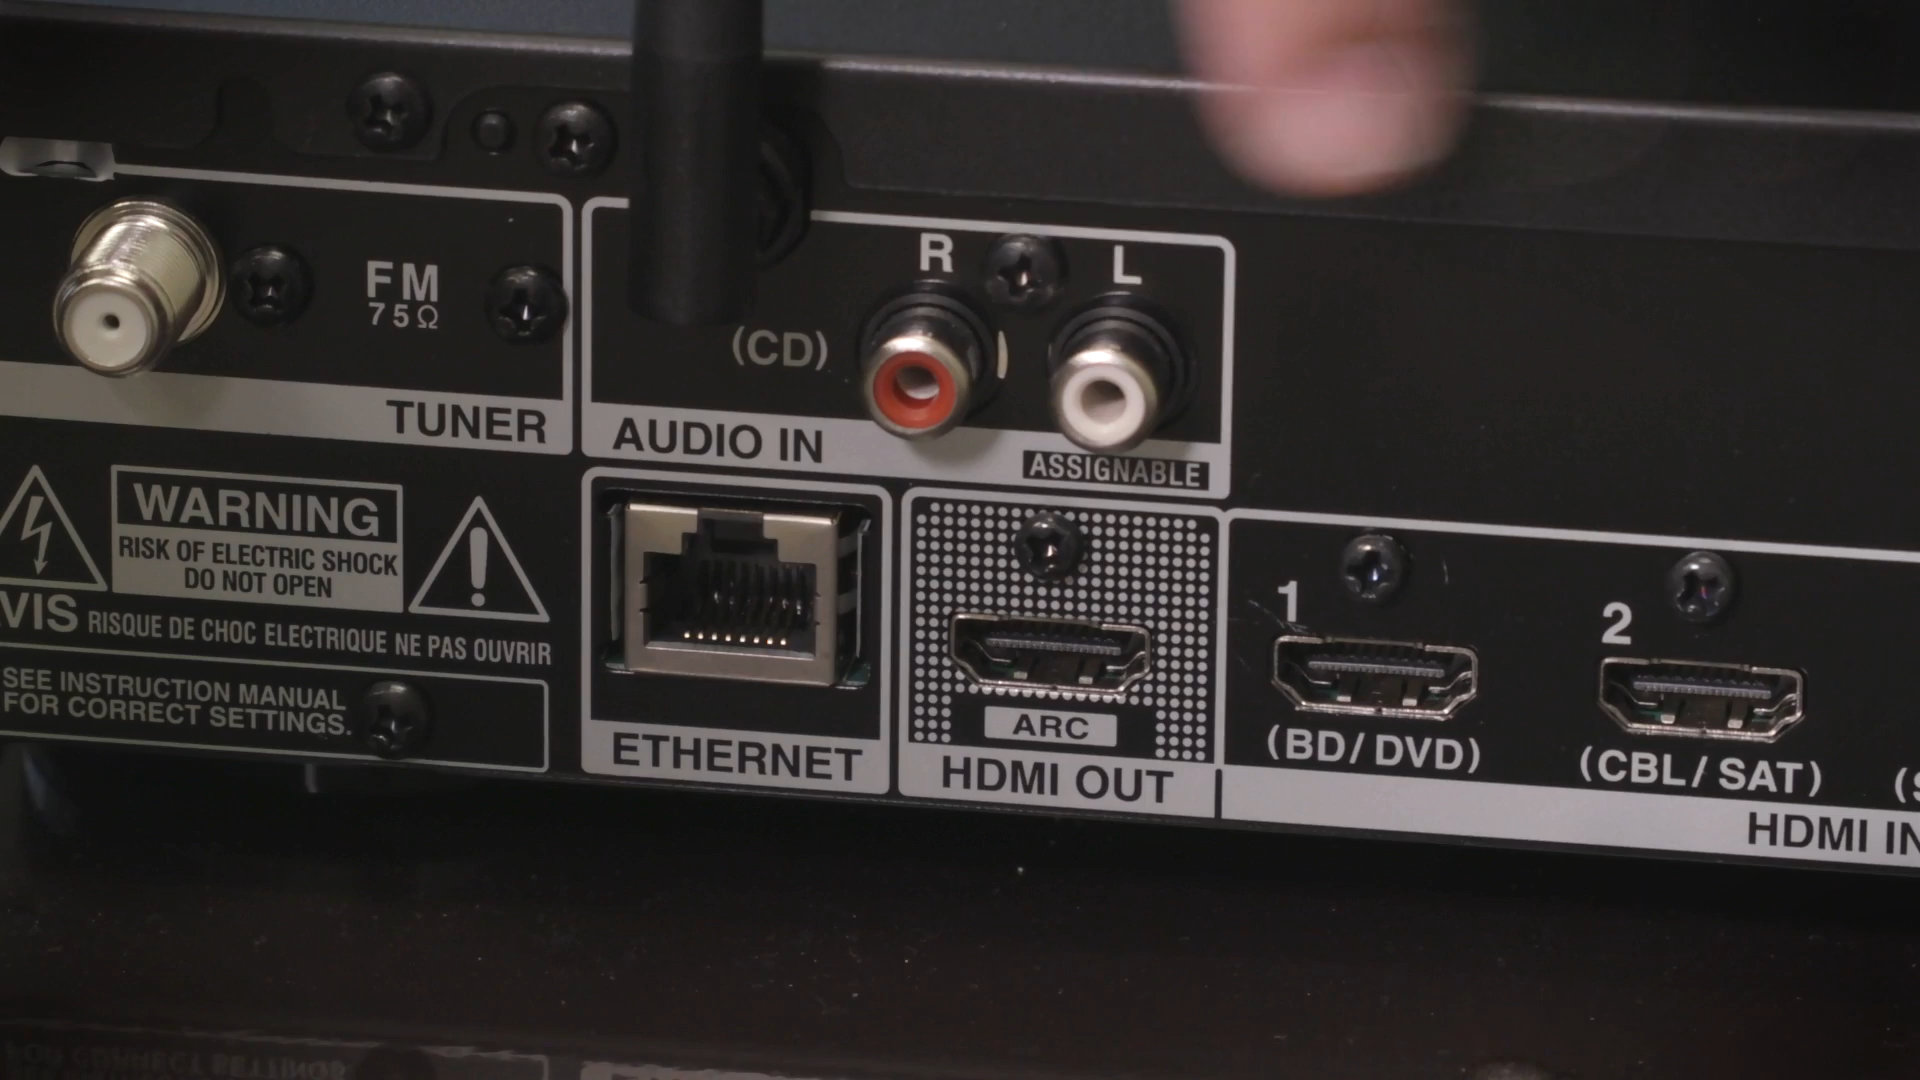 FM
75Ω
TUNER
R
L
(CD)
AUDIO IN
ASSIGNABLE
WARNING
RISK OF ELECTRIC SHOCK
DO NOT OPEN
VIS RISQUE DE CHOC ELECTRIQUE NE PAS OUVRIR
SEE INSTRUCTION MANUAL
FOR CORRECT SETTINGS.
ETHERNET
ARC
HDMI OUT
1
(BD/DVD)
2
(CBL/SAT)
(S
HDMI IN